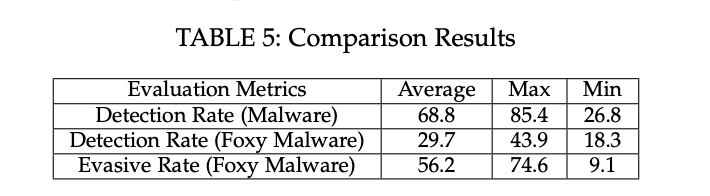 TABLE 5: Comparison Results
Evaluation Metrics Average Max Min
Detection Rate (Malware) 68.8 85.4 26.8
Detection Rate (Foxy Malware) 29.7 43.9 18.3
Evasive Rate (Foxy Malware) 56.2 74.6 9.1